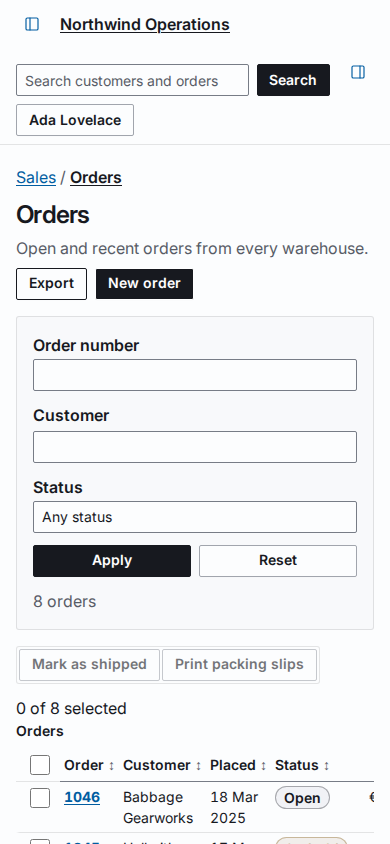 Northwind Operations
Search customers and orders
Search
Ada Lovelace
Sales / Orders
Orders
Open and recent orders from every warehouse.
Export
New order
Order number
Customer
Status
Any status
Apply
Reset
8 orders
Mark as shipped
Print packing slips
0 of 8 selected
Orders
Order ↕ Customer ↕ Placed ↕ Status ↕
1046 Babbage Gearworks 18 Mar 2025 Open